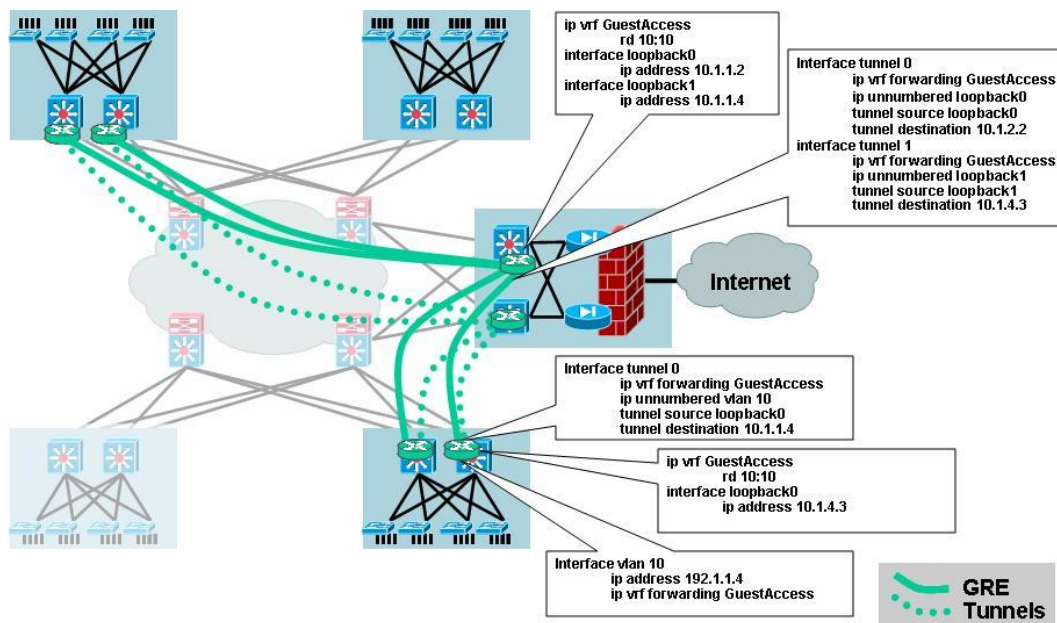 ip vrf GuestAccess
rd 10:10
interface loopback0
ip address 10.1.1.2
interface loopback1
ip address 10.1.1.4
Interface tunnel 0
ip vrf forwarding GuestAccess
ip unnumbered loopback0
tunnel source loopback0
tunnel destination 10.1.2.2
interface tunnel 1
ip vrf forwarding GuestAccess
ip unnumbered loopback1
tunnel source loopback1
tunnel destination 10.1.4.3
Internet
Interface tunnel 0
ip vrf forwarding GuestAccess
ip unnumbered vlan 10
tunnel source loopback0
tunnel destination 10.1.1.4
ip vrf GuestAccess
rd 10:10
interface loopback0
ip address 10.1.4.3
Interface vlan 10
ip address 192.1.1.4
ip vrf forwarding GuestAccess
GRE
Tunnels